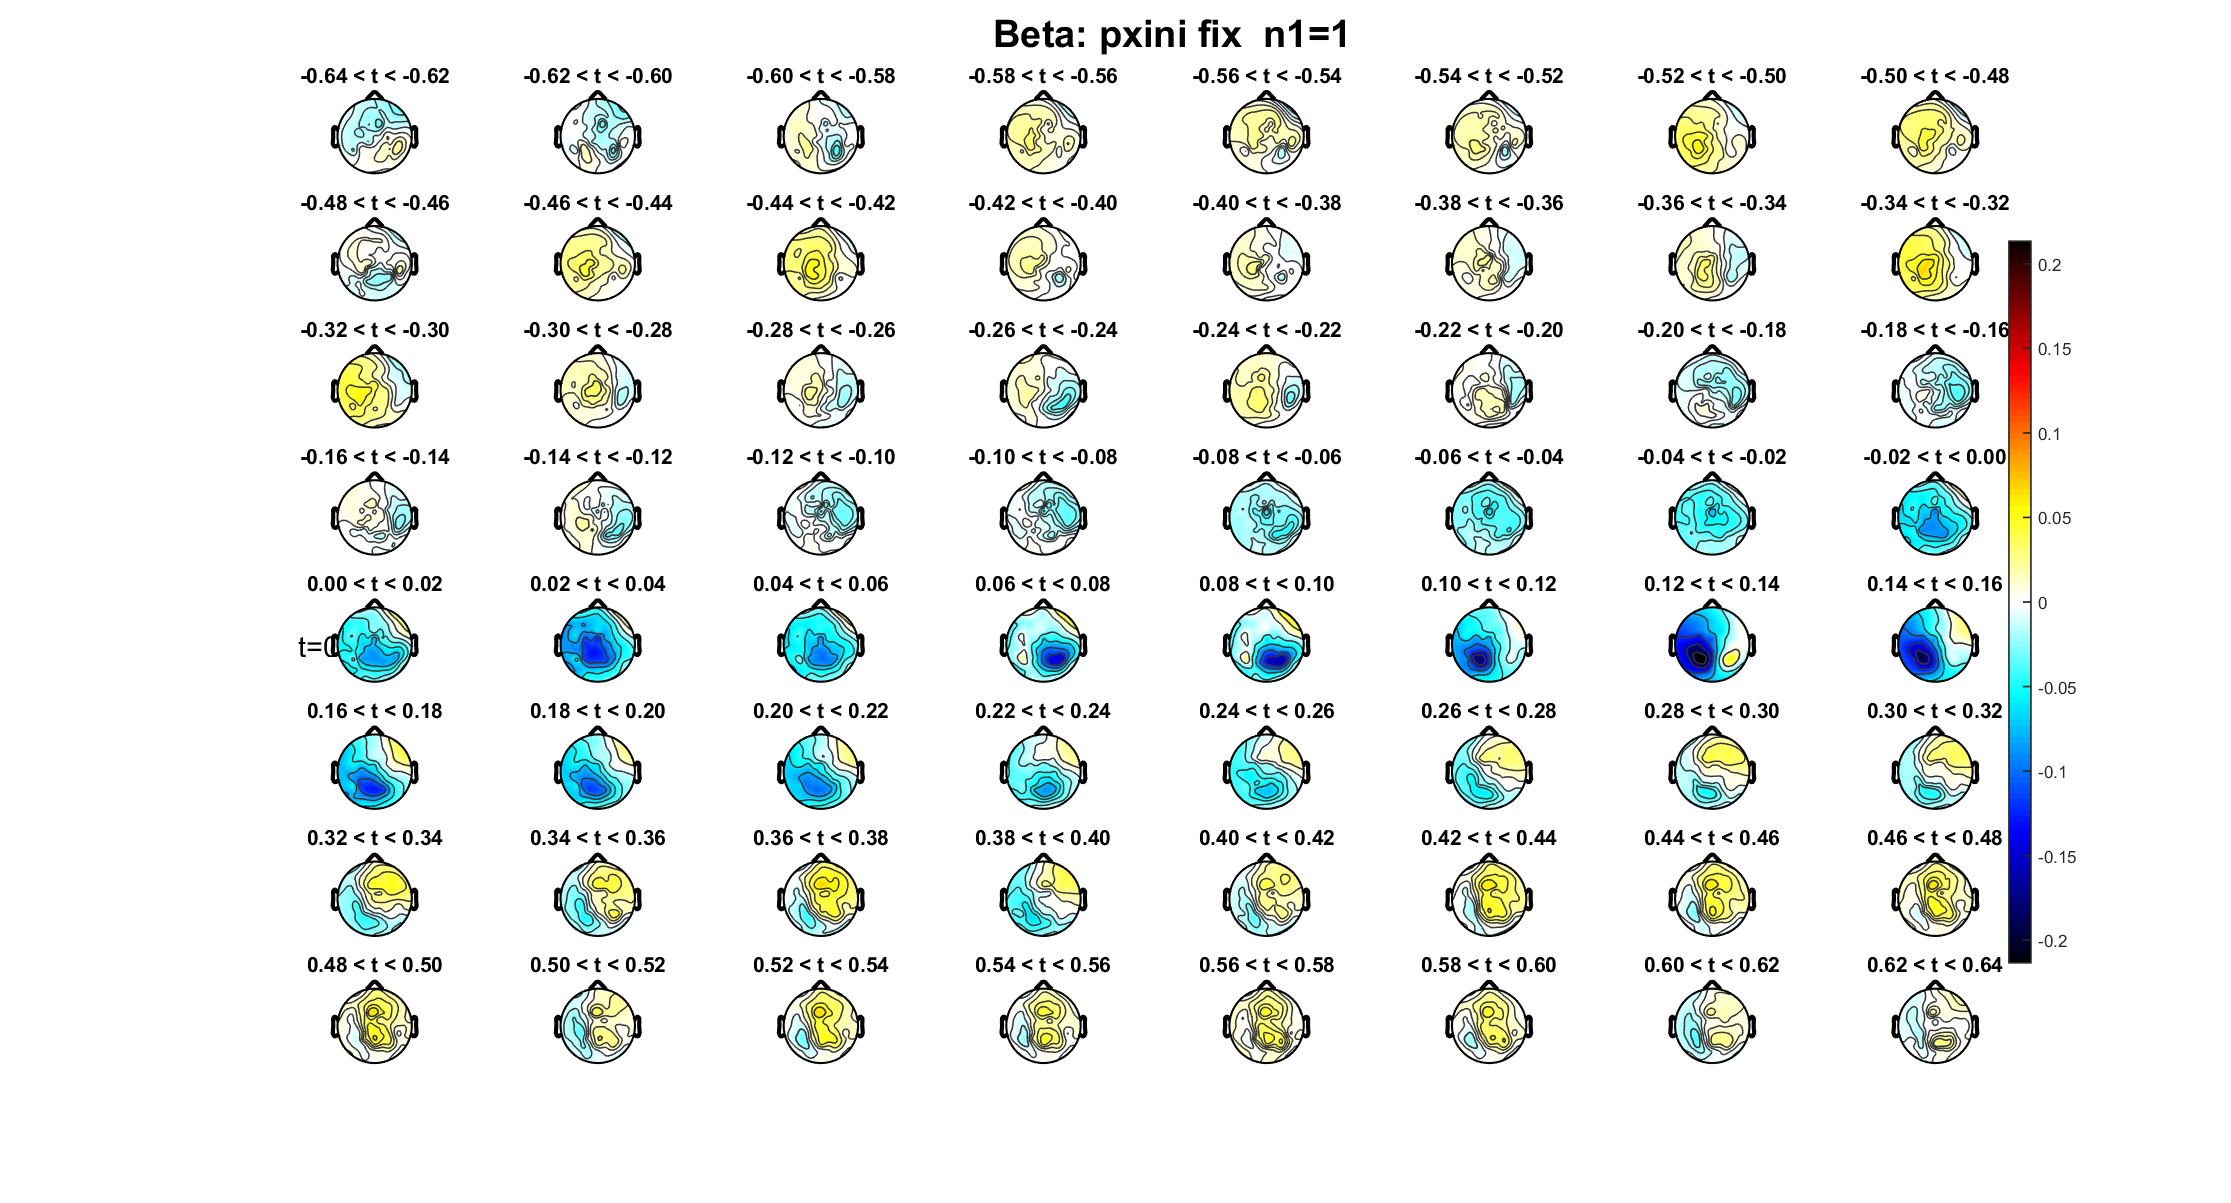 Beta: pxini fix  n1=1
-0.64 < t < -0.62
-0.62 < t < -0.60
-0.60 < t < -0.58
-0.58 < t < -0.56
-0.56 < t < -0.54
-0.54 < t < -0.52
-0.52 < t < -0.50
-0.50 < t < -0.48
-0.48 < t < -0.46
-0.46 < t < -0.44
-0.44 < t < -0.42
-0.42 < t < -0.40
-0.40 < t < -0.38
-0.38 < t < -0.36
-0.36 < t < -0.34
-0.34 < t < -0.32
-0.32 < t < -0.30
-0.30 < t < -0.28
-0.28 < t < -0.26
-0.26 < t < -0.24
-0.24 < t < -0.22
-0.22 < t < -0.20
-0.20 < t < -0.18
-0.18 < t < -0.16
-0.16 < t < -0.14
-0.14 < t < -0.12
-0.12 < t < -0.10
-0.10 < t < -0.08
-0.08 < t < -0.06
-0.06 < t < -0.04
-0.04 < t < -0.02
-0.02 < t < 0.00
0.00 < t < 0.02
0.02 < t < 0.04
0.04 < t < 0.06
0.06 < t < 0.08
0.08 < t < 0.10
0.10 < t < 0.12
0.12 < t < 0.14
0.14 < t < 0.16
t=0
0.16 < t < 0.18
0.18 < t < 0.20
0.20 < t < 0.22
0.22 < t < 0.24
0.24 < t < 0.26
0.26 < t < 0.28
0.28 < t < 0.30
0.30 < t < 0.32
0.32 < t < 0.34
0.34 < t < 0.36
0.36 < t < 0.38
0.38 < t < 0.40
0.40 < t < 0.42
0.42 < t < 0.44
0.44 < t < 0.46
0.46 < t < 0.48
0.48 < t < 0.50
0.50 < t < 0.52
0.52 < t < 0.54
0.54 < t < 0.56
0.56 < t < 0.58
0.58 < t < 0.60
0.60 < t < 0.62
0.62 < t < 0.64
0.2
0.15
0.1
0.05
0
-0.05
-0.1
-0.15
-0.2